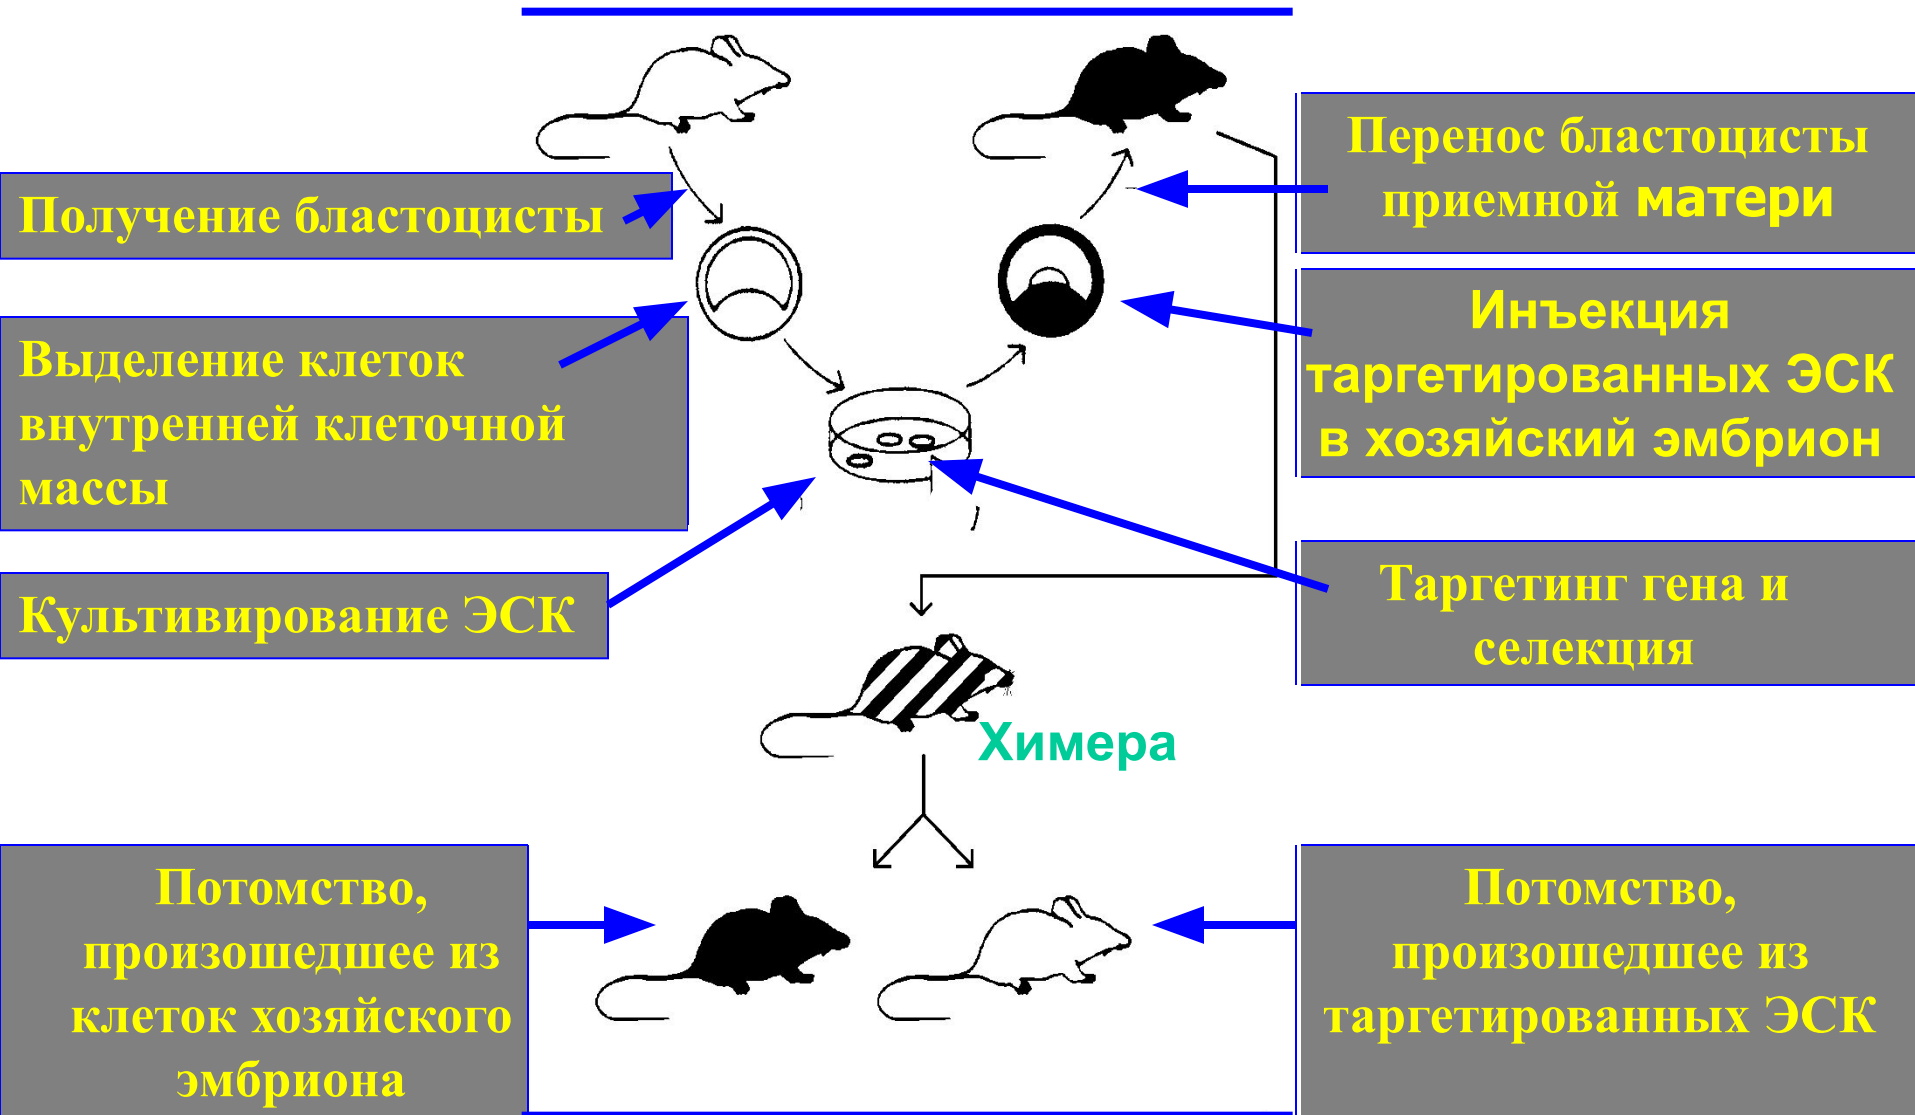 Получение бластоцисты
Выделение клеток
внутренней клеточной
массы
Культивирование ЭСК
Перенос бластоцисты
приемной матери
Инъекция
таргетированных ЭСК
в хозяйский эмбрион
Таргетинг гена и
селекция
Химера
Потомство,
произошедшее из
клеток хозяйского
эмбриона
Потомство,
произошедшее из
таргетированных ЭСК